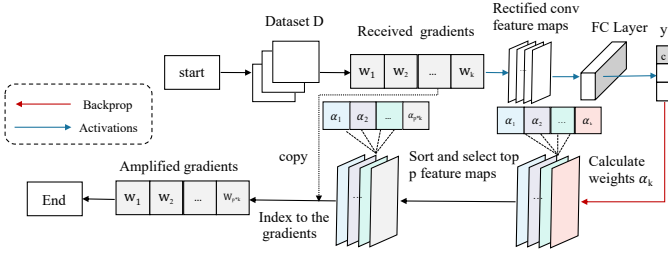 Dataset D
Received gradients
Rectified conv
feature maps
FC Layer
y
start
W₁ W₂ ... Wₖ
c
Backprop
Activations
α₁ α₂ ... αₚ*ₖ
α₁ α₂ ... αₖ
copy
Sort and select top
p feature maps
Calculate
weights αₖ
Amplified gradients
End
W₁ W₂ ... Wₚ*ₖ
Index to the
gradients
...
...
...